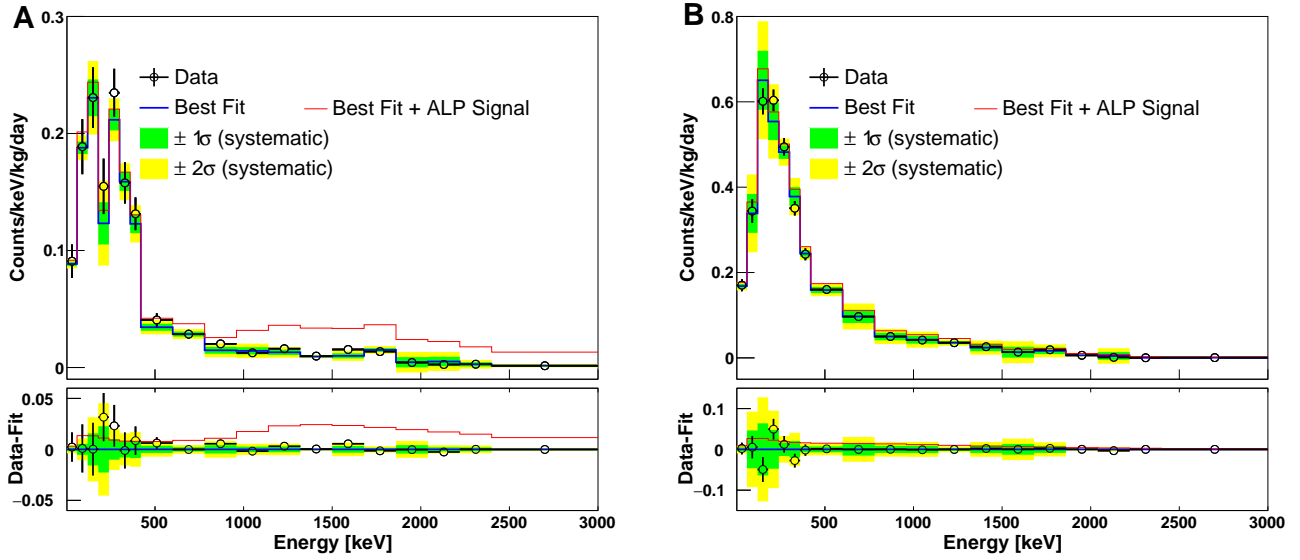 A
Counts/keV/kg/day
0.3
0.2
0.1
0
Data
Best Fit
Best Fit + ALP Signal
± 1σ (systematic)
± 2σ (systematic)
Data-Fit
0.05
0
−0.05
500
1000
1500
2000
2500
3000
Energy [keV]
B
Counts/keV/kg/day
0.8
0.6
0.4
0.2
0
Data
Best Fit
Best Fit + ALP Signal
± 1σ (systematic)
± 2σ (systematic)
Data-Fit
0.1
0
−0.1
500
1000
1500
2000
2500
3000
Energy [keV]